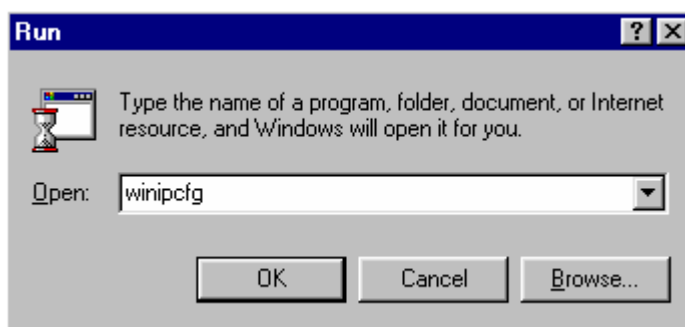 Run
Type the name of a program, folder, document, or Internet
resource, and Windows will open it for you.
Open: winipcfg
OK Cancel Browse...